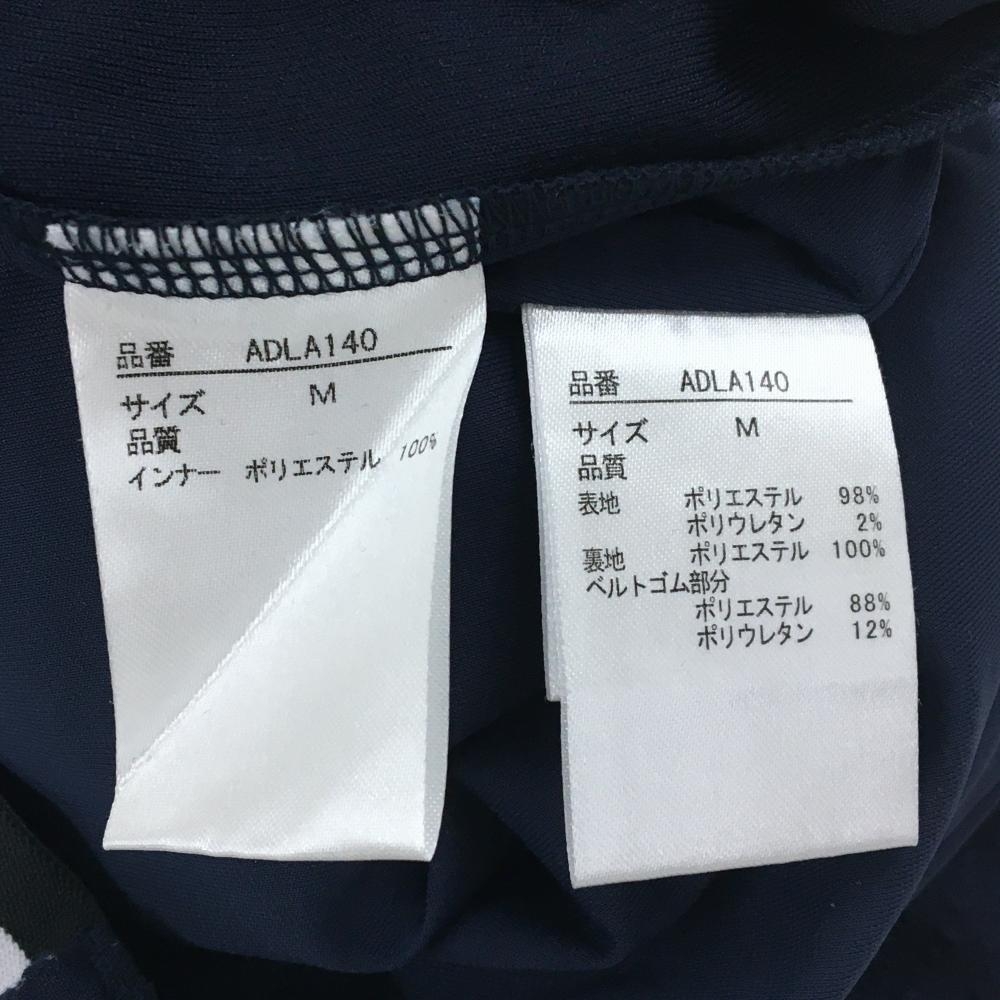 品番 ADLA140
サイズ M
品質
インナー ポリエステル 100%
品番 ADLA140
サイズ M
品質
表地 ポリエステル 98%
ポリウレタン 2%
裏地 ポリエステル 100%
ベルトゴム部分
ポリエステル 88%
ポリウレタン 12%